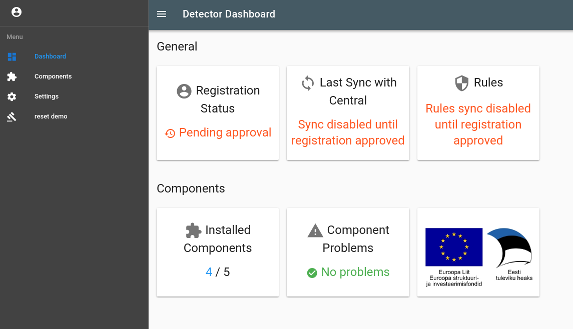 Detector Dashboard
Menu
Dashboard
Components
Settings
reset demo
General
Registration
Status
Pending approval
Last Sync with
Central
Sync disabled until
registration approved
Rules
Rules sync disabled
until registration
approved
Components
Installed
Components
4 / 5
Component
Problems
No problems
Euroopa Liit
Euroopa struktuuri-
ja investeerimisfondid
Eesti
tuleviku heaks